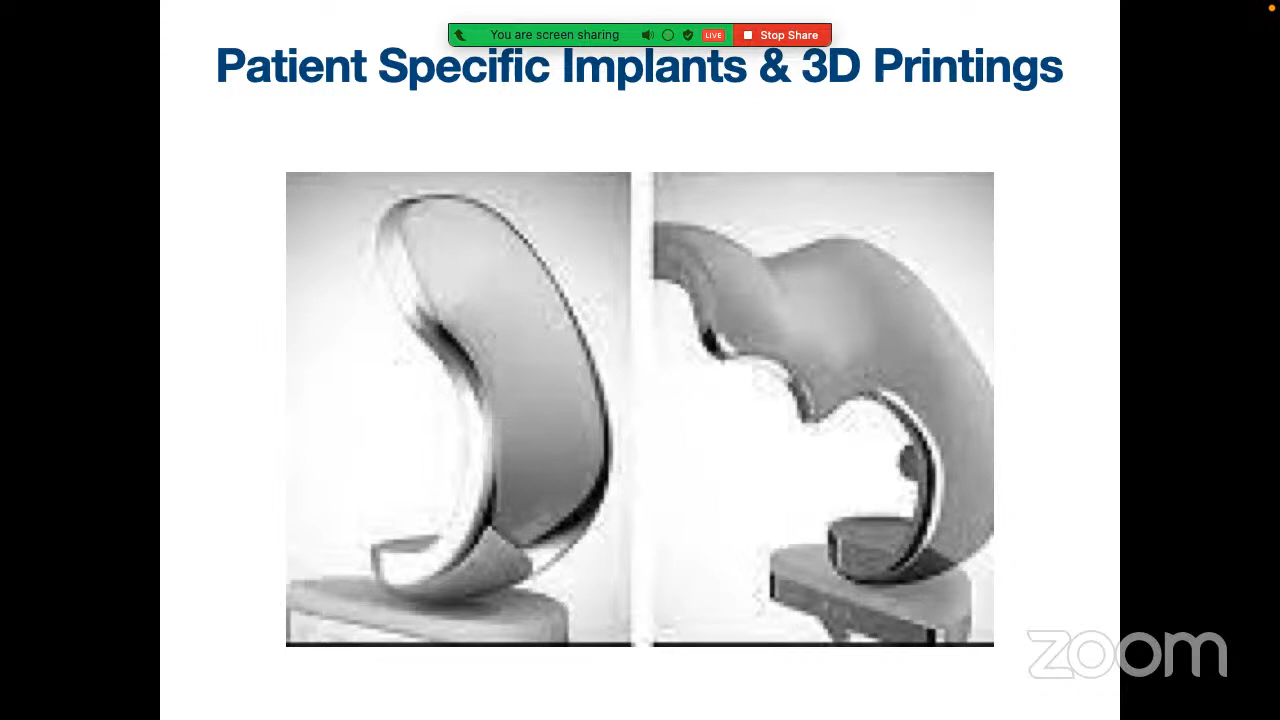 You are screen sharing LIVE Stop Share
Patient Specific Implants & 3D Printings
zoom